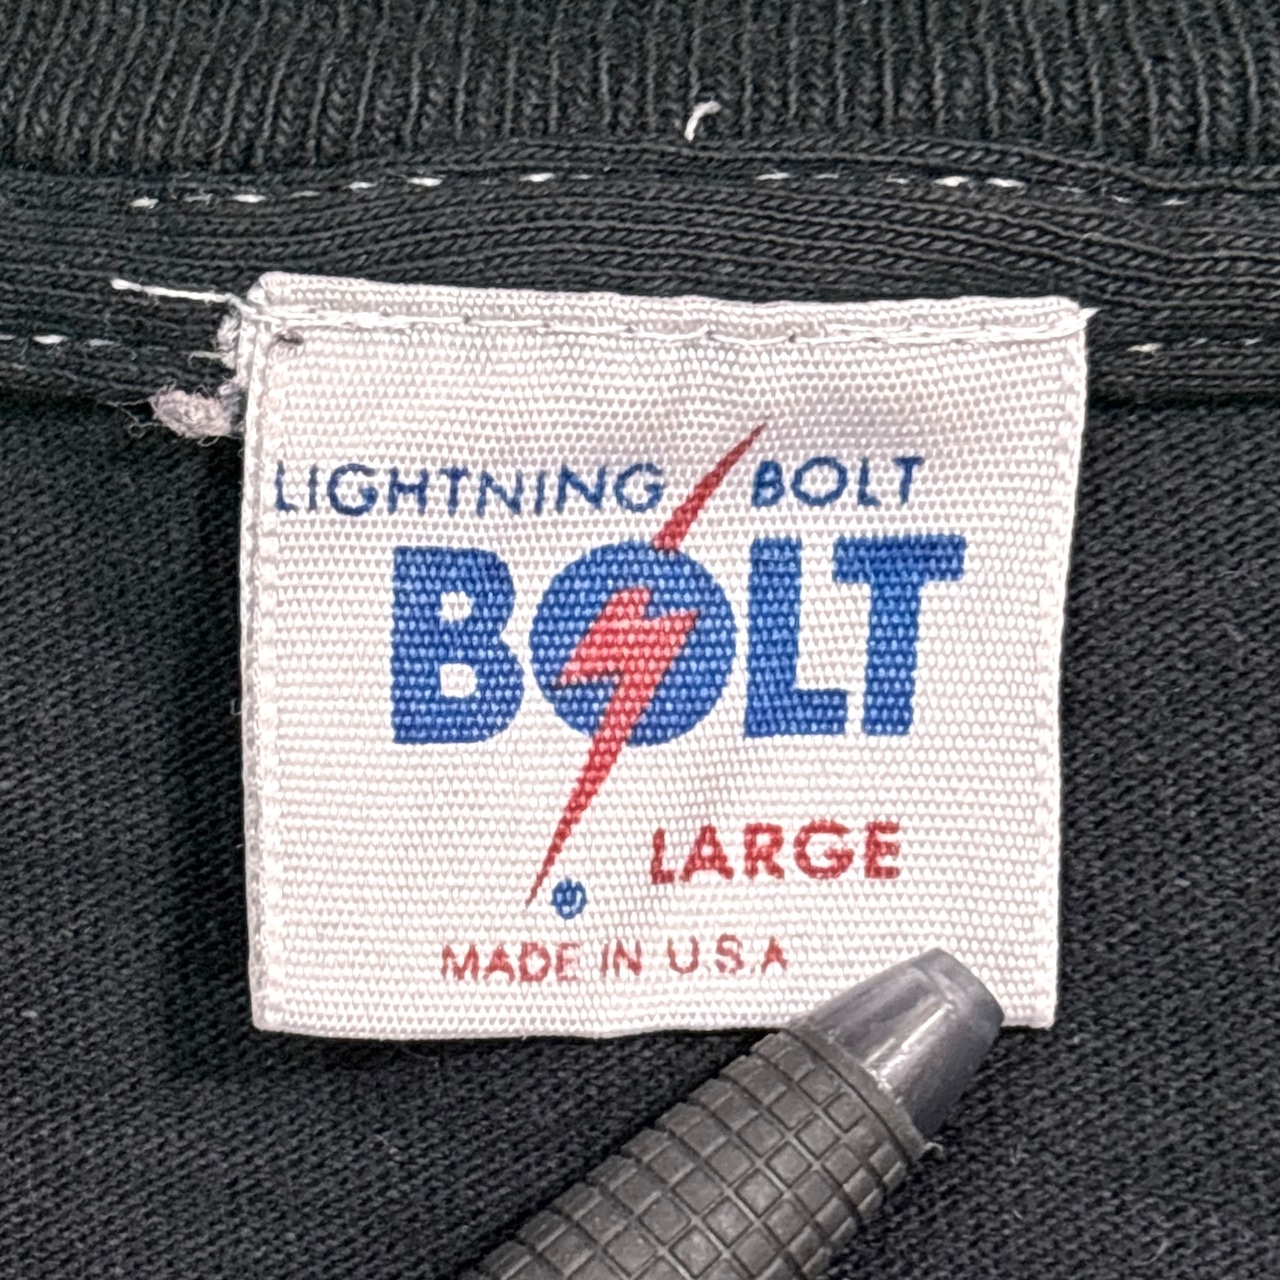 LIGHTNING BOLT
BOLT
LARGE
®
MADE IN U.S.A